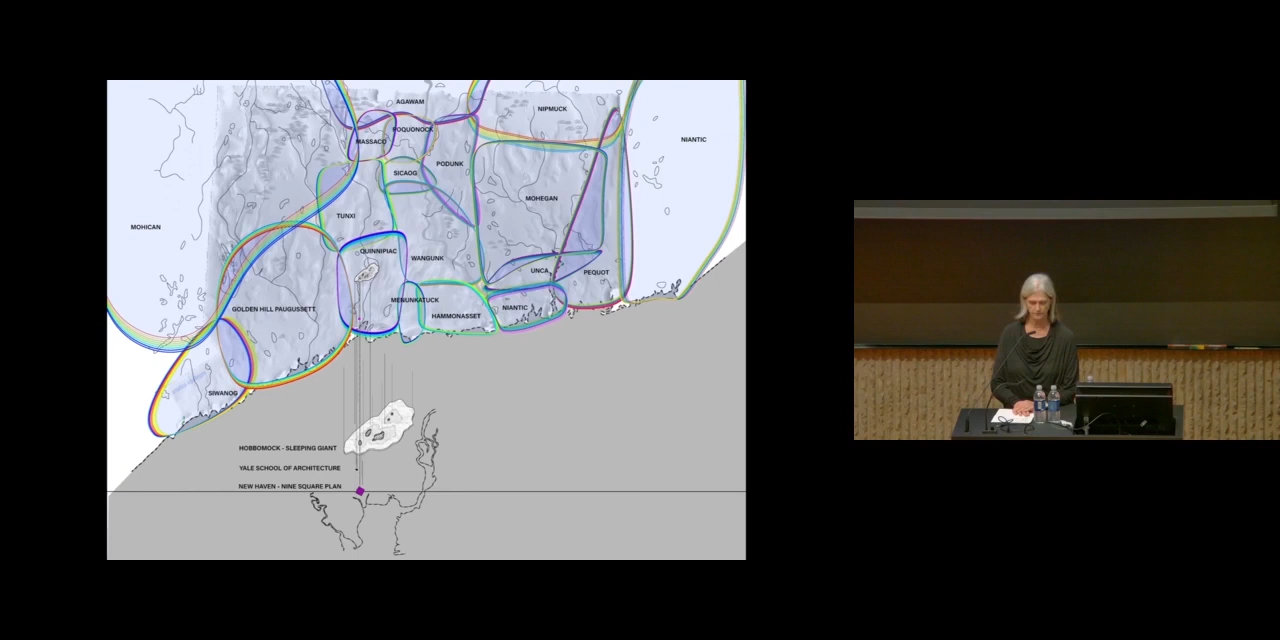 AGAWAM
NIPMUCK
POQUONOCK
MASSACO
NIANTIC
PODUNK
SICAOG
MOHEGAN
TUNXI
MOHICAN
QUINNIPIAC
WANGUNK
UNCA
PEQUOT
MENUNKATUCK
GOLDEN HILL PAUGUSSETT
NIANTIC
HAMMONASSET
SIWANOG
HOBBOMOCK - SLEEPING GIANT
YALE SCHOOL OF ARCHITECTURE
NEW HAVEN - NINE SQUARE PLAN